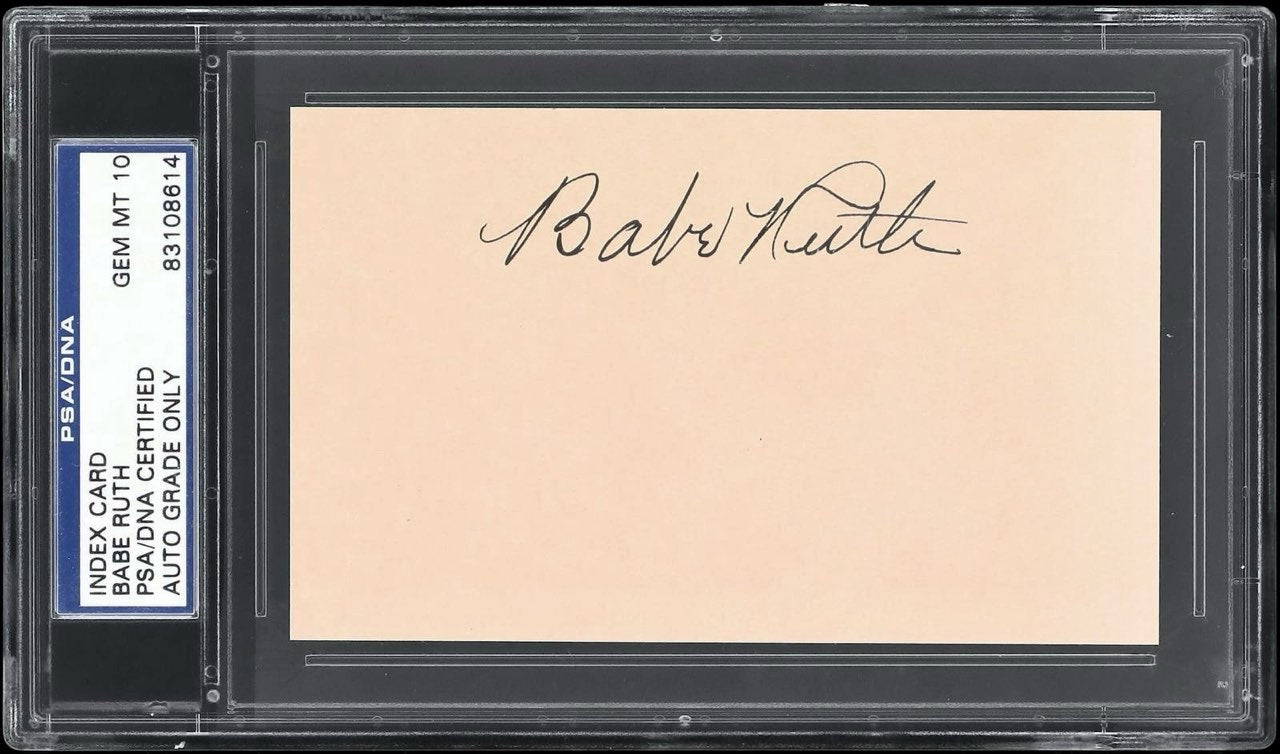 PSA/DNA
INDEX CARD
GEM MT 10
BABE RUTH
83108614
PSA/DNA CERTIFIED
AUTO GRADE ONLY
Babe Ruth